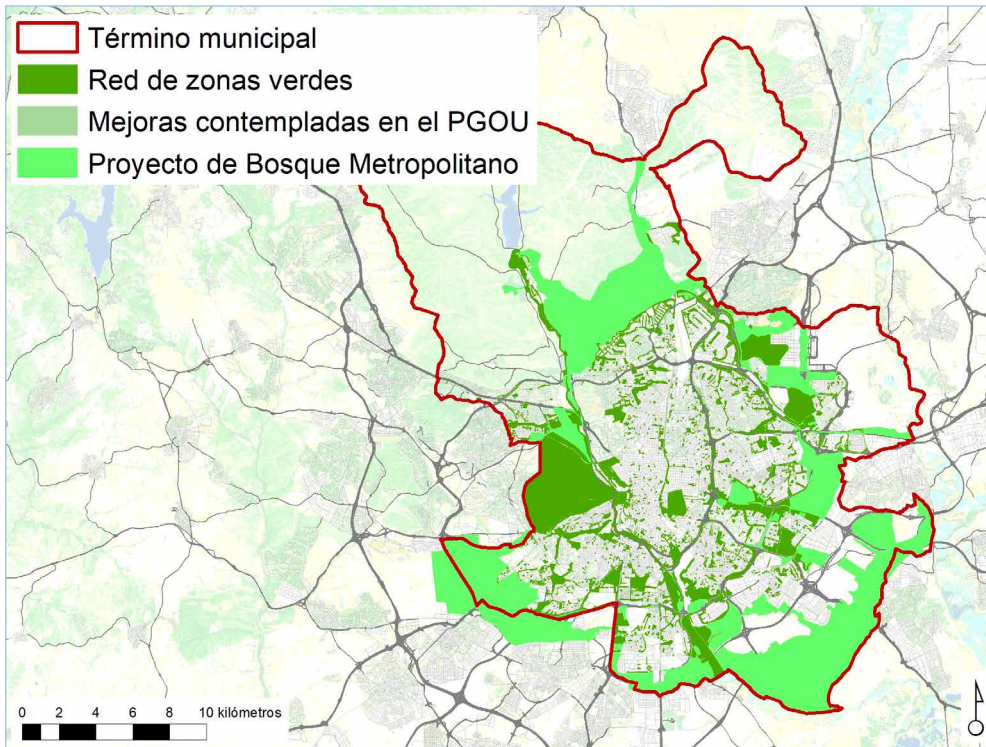 Término municipal
Red de zonas verdes
Mejoras contempladas en el PGOU
Proyecto de Bosque Metropolitano
0 2 4 6 8 10 kilómetros